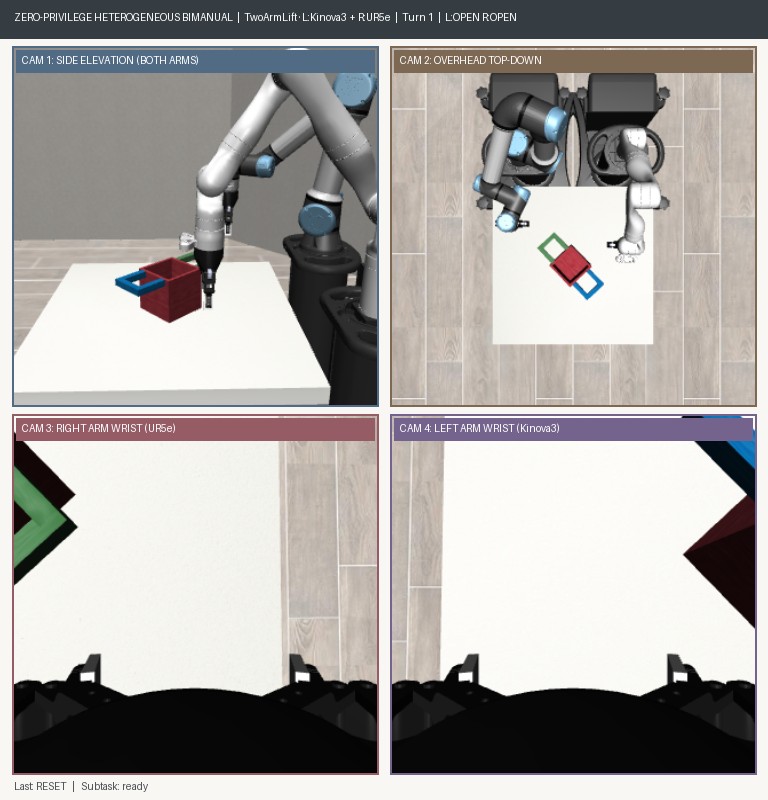 ZERO-PRIVILEGE HETEROGENEOUS BIMANUAL | TwoArmLift · L:Kinova3 + R:UR5e | Turn 1 | L:OPEN R:OPEN
CAM 1: SIDE ELEVATION (BOTH ARMS)
CAM 2: OVERHEAD TOP-DOWN
CAM 3: RIGHT ARM WRIST (UR5e)
CAM 4: LEFT ARM WRIST (Kinova3)
Last: RESET | Subtask: ready